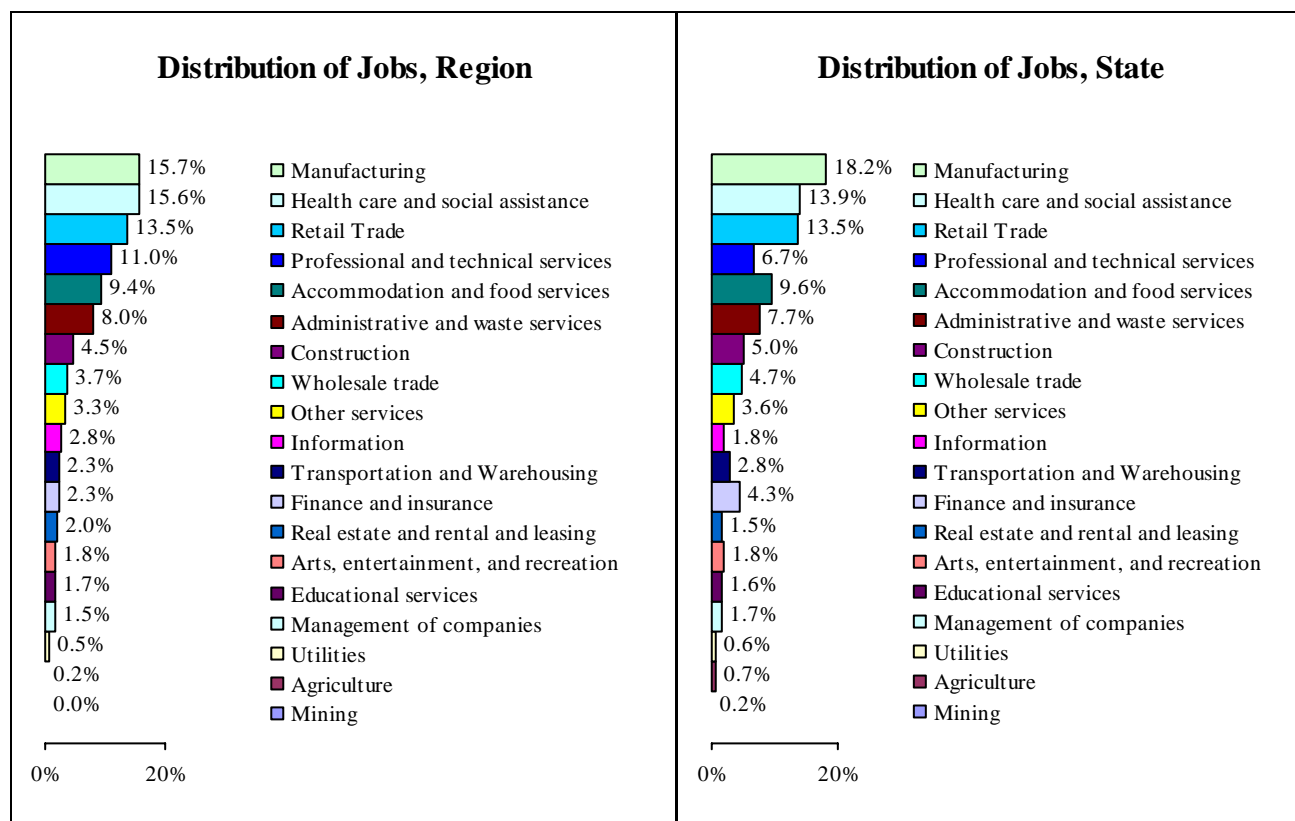 Distribution of Jobs, Region
15.7% Manufacturing
15.6% Health care and social assistance
13.5% Retail Trade
11.0% Professional and technical services
9.4% Accommodation and food services
8.0% Administrative and waste services
4.5% Construction
3.7% Wholesale trade
3.3% Other services
2.8% Information
2.3% Transportation and Warehousing
2.3% Finance and insurance
2.0% Real estate and rental and leasing
1.8% Arts, entertainment, and recreation
1.7% Educational services
1.5% Management of companies
0.5% Utilities
0.2% Agriculture
0.0% Mining
0% 20%
Distribution of Jobs, State
18.2% Manufacturing
13.9% Health care and social assistance
13.5% Retail Trade
6.7% Professional and technical services
9.6% Accommodation and food services
7.7% Administrative and waste services
5.0% Construction
4.7% Wholesale trade
3.6% Other services
1.8% Information
2.8% Transportation and Warehousing
4.3% Finance and insurance
1.5% Real estate and rental and leasing
1.8% Arts, entertainment, and recreation
1.6% Educational services
1.7% Management of companies
0.6% Utilities
0.7% Agriculture
0.2% Mining
0% 20%